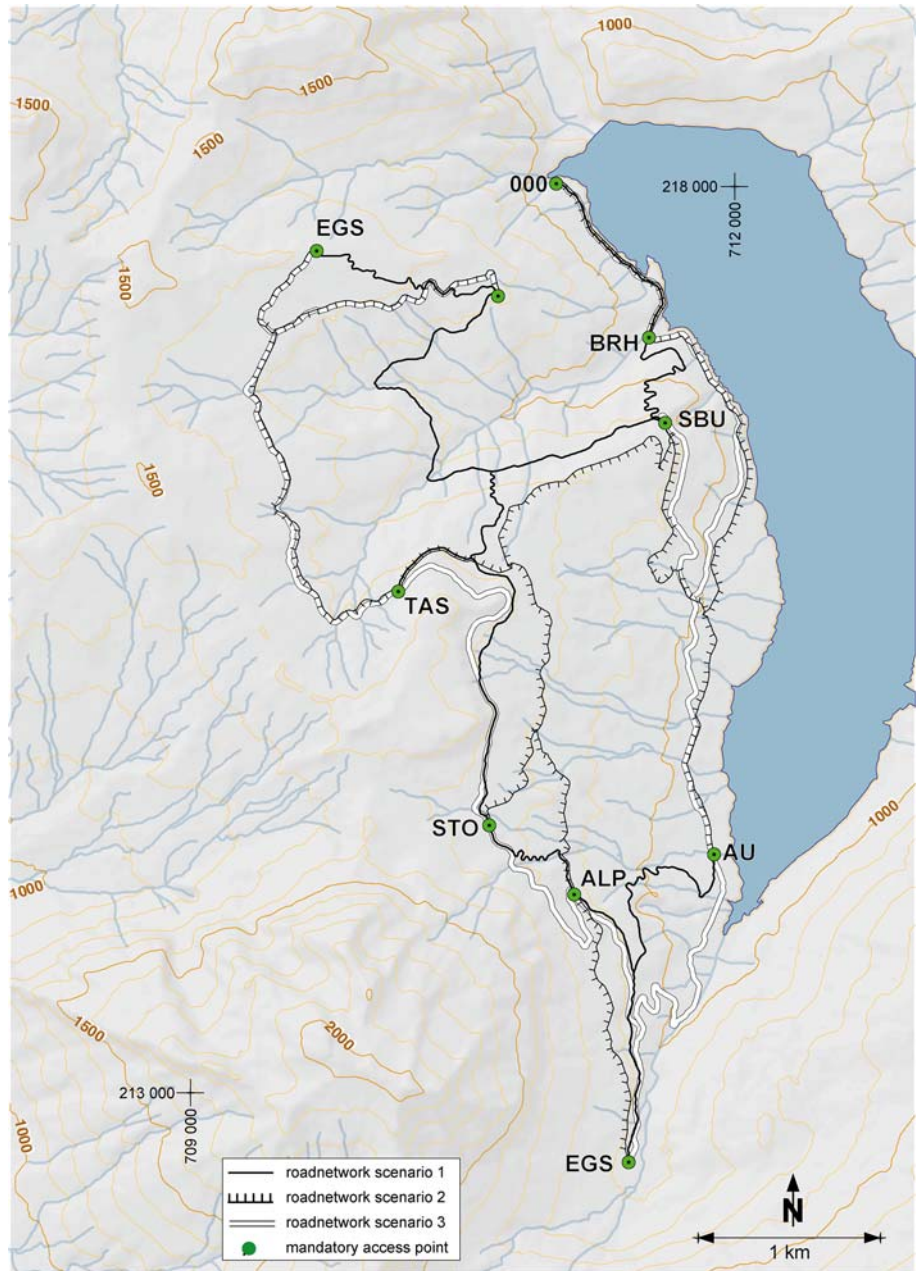 1000
1500
1500
1500
218 000
712 000
000
EGS
1500
BRH
SBU
1500
TAS
STO
AU
1000
ALP
1000
1500
2000
213 000
709 000
1000
EGS
roadnetwork scenario 1
roadnetwork scenario 2
roadnetwork scenario 3
mandatory access point
N
1 km